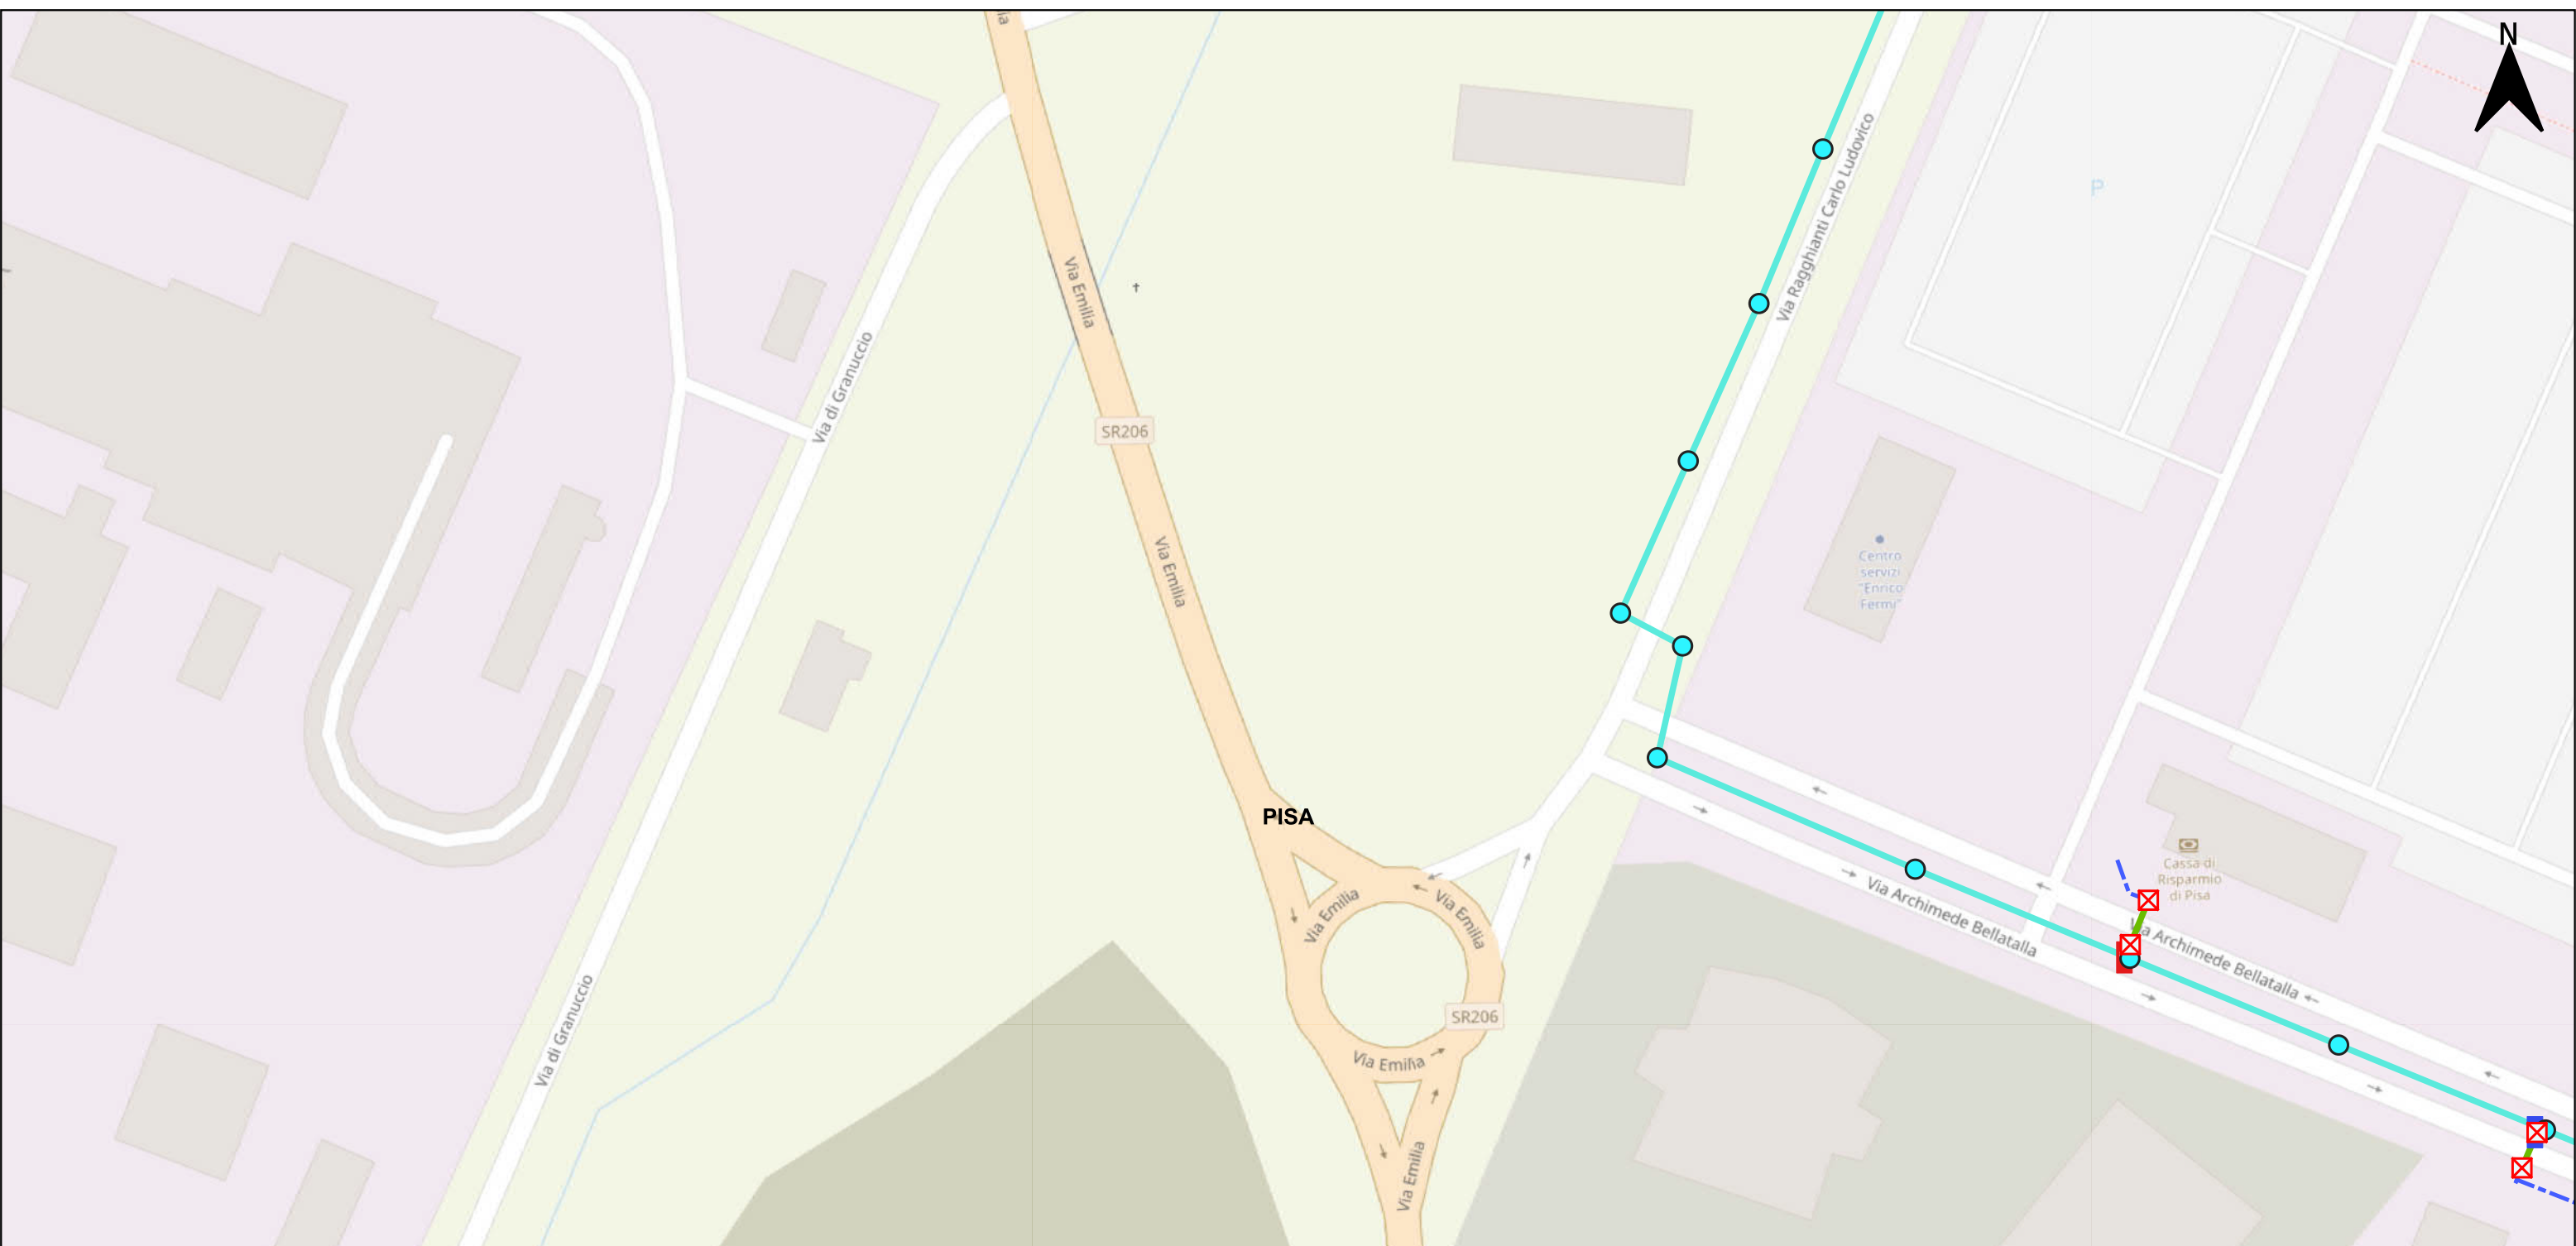 ia
N
Via Ragghianti Carlo Ludovico
P
Via Emilia
Via di Granuccio
SR206
Via Emilia
Centro
servizi
"Enrico
Fermi"
PISA
Cassa di
Risparmio
di Pisa
Via Emilia
Via Emilia
Via Archimede Bellatalla
a Archimede Bellatalla
SR206
Via di Granuccio
Via Emilia
Via Emilia